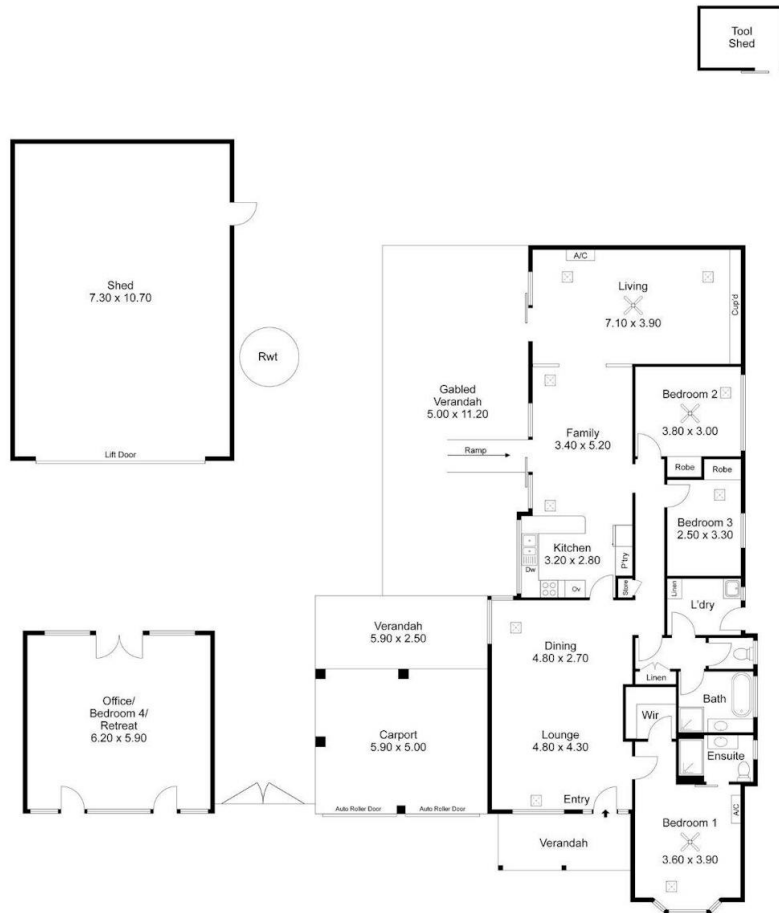 Tool
Shed
Shed
7.30 x 10.70
Lift Door
Rwt
A/C
Living
7.10 x 3.90
Cup'd
Gabled
Verandah
5.00 x 11.20
Ramp
Family
3.40 x 5.20
Bedroom 2
3.80 x 3.00
Robe
Robe
Bedroom 3
2.50 x 3.30
Kitchen
3.20 x 2.80
P'try
Dw
Ov
Store
Linen
L'dry
Verandah
5.90 x 2.50
Dining
4.80 x 2.70
Linen
Bath
Wir
Office/
Bedroom 4/
Retreat
6.20 x 5.90
Carport
5.90 x 5.00
Lounge
4.80 x 4.30
Ensuite
Entry
Auto Roller Door
Auto Roller Door
A/C
Verandah
Bedroom 1
3.60 x 3.90